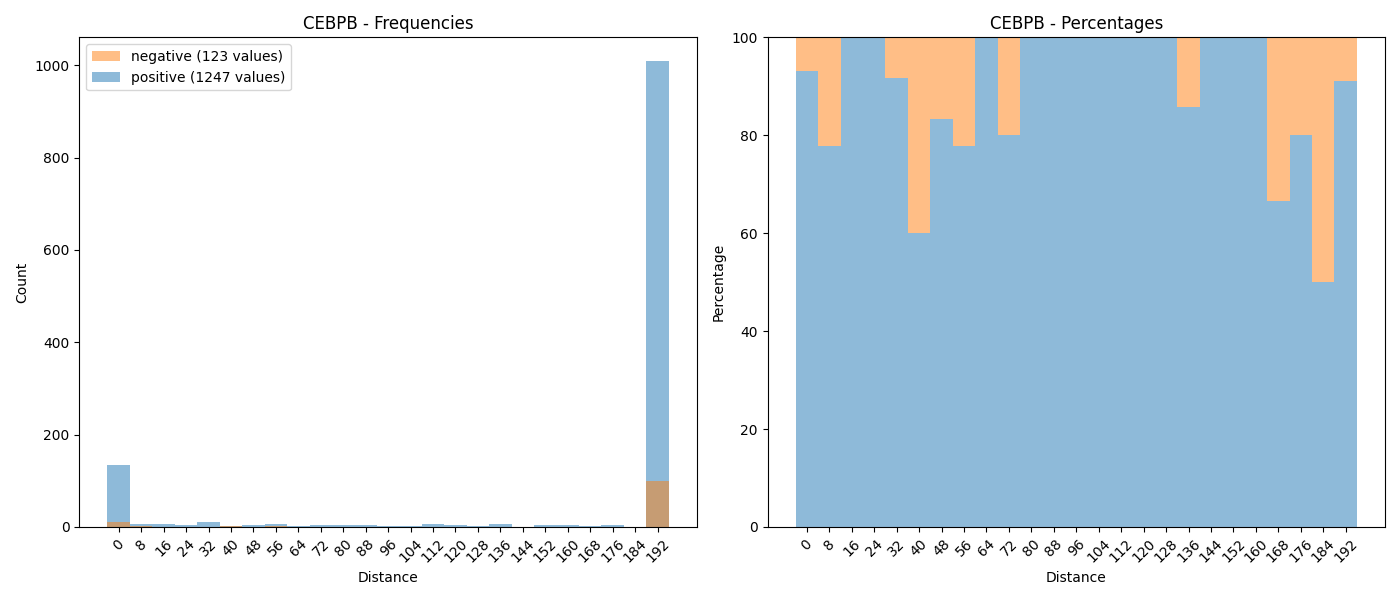 CEBPB - Frequencies
negative (123 values)
positive (1247 values)
Count
1000
800
600
400
200
0
0 8 16 24 32 40 48 56 64 72 80 88 96 104 112 120 128 136 144 152 160 168 176 184 192
Distance
CEBPB - Percentages
Percentage
100
80
60
40
20
0
0 8 16 24 32 40 48 56 64 72 80 88 96 104 112 120 128 136 144 152 160 168 176 184 192
Distance